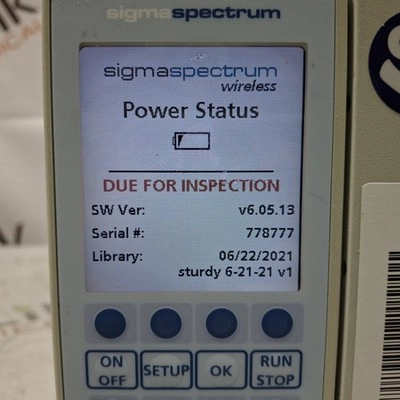 sigmaspectrum
sigmaspectrum
wireless
Power Status
DUE FOR INSPECTION
SW Ver: v6.05.13
Serial #: 778777
Library: 06/22/2021
sturdy 6-21-21 v1
ON OFF SETUP OK RUN STOP